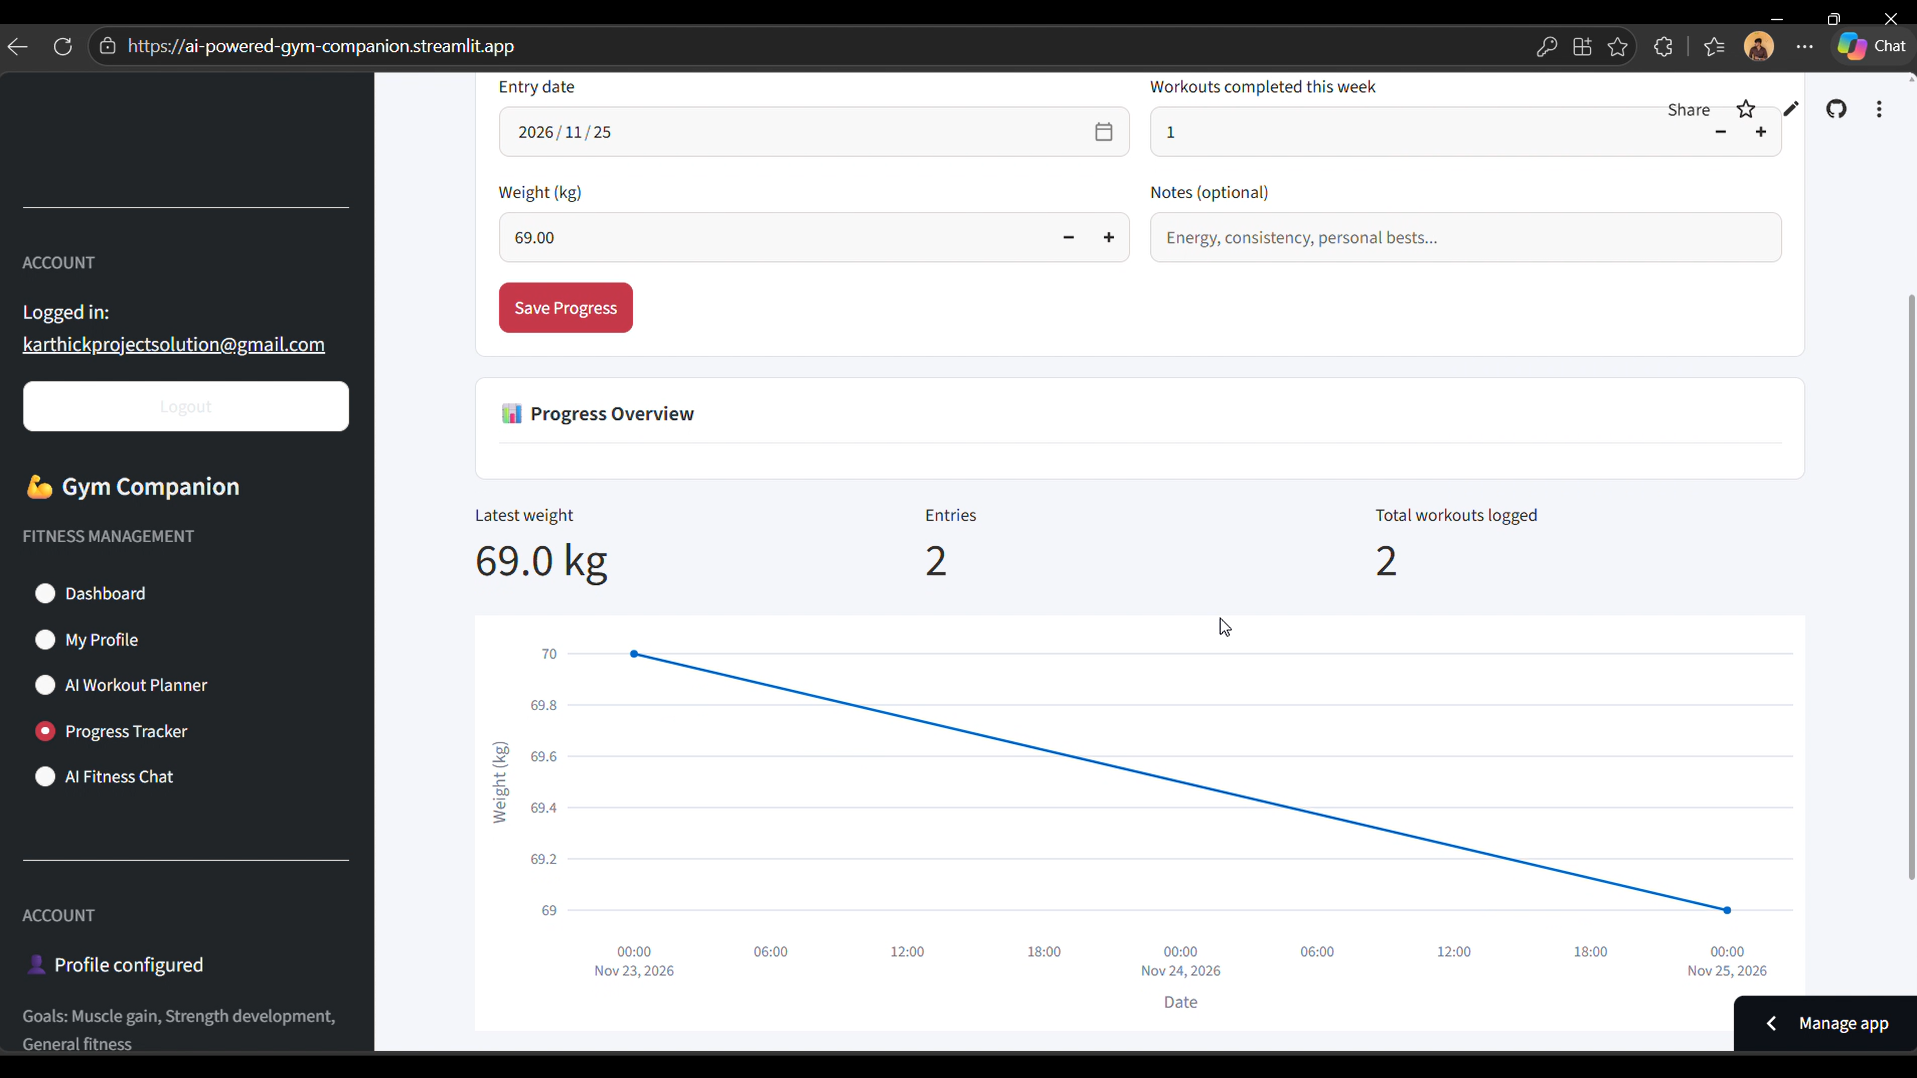 https://ai-powered-gym-companion.streamlit.app
Chat
Share
ACCOUNT
Logged in:
karthickprojectsolution@gmail.com
Logout
💪 Gym Companion
FITNESS MANAGEMENT
Dashboard
My Profile
AI Workout Planner
Progress Tracker
AI Fitness Chat
ACCOUNT
👤 Profile configured
Goals: Muscle gain, Strength development,
General fitness
Entry date
2026/11/25
Workouts completed this week
1
Weight (kg)
69.00
Notes (optional)
Energy, consistency, personal bests...
Save Progress
📊 Progress Overview
Latest weight
69.0 kg
Entries
2
Total workouts logged
2
Weight (kg)
70
69.8
69.6
69.4
69.2
69
00:00 06:00 12:00 18:00 00:00 06:00 12:00 18:00 00:00
Nov 23, 2026 Nov 24, 2026 Nov 25, 2026
Date
Manage app